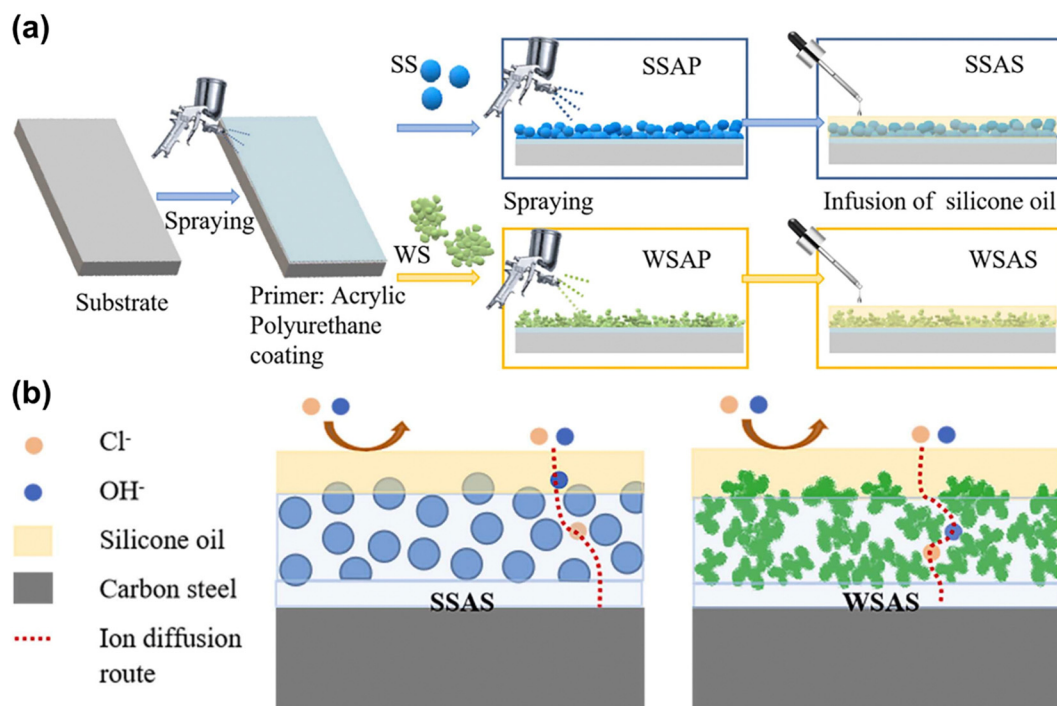 (a)
SS
SSAP
SSAS
Spraying
Spraying
Infusion of silicone oil
WS
WSAP
WSAS
Substrate
Primer: Acrylic
Polyurethane
coating
(b)
Cl-
OH-
Silicone oil
Carbon steel
Ion diffusion
route
SSAS
WSAS